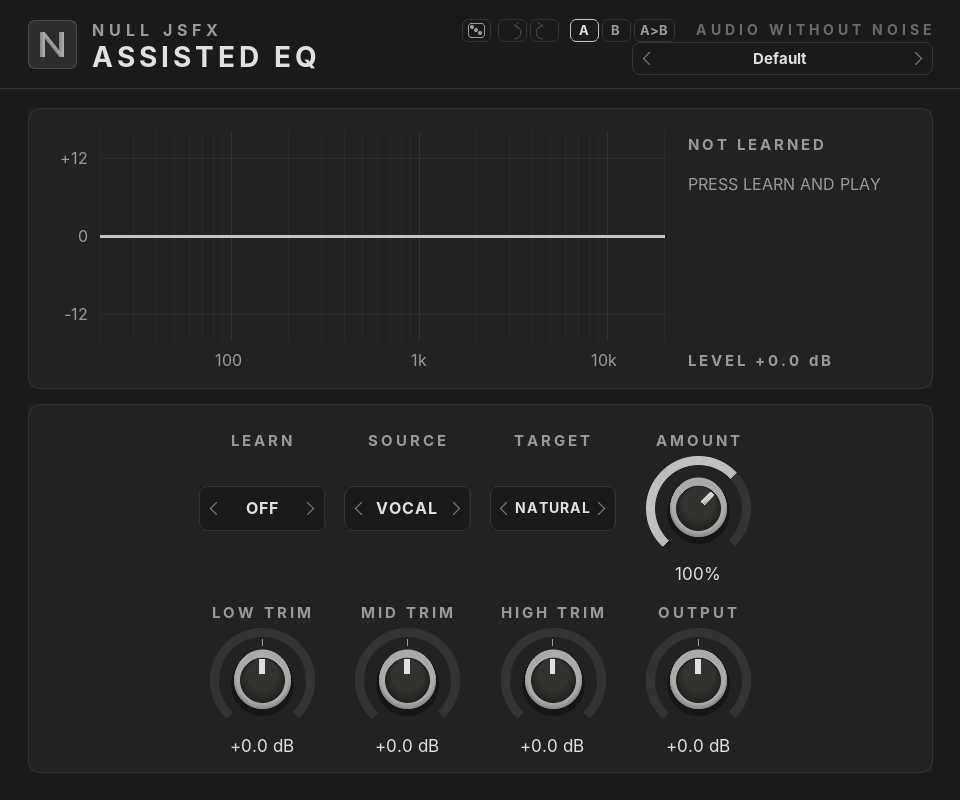 N
NULL JSFX
ASSISTED EQ
A B A>B AUDIO WITHOUT NOISE
Default
+12
0
-12
100 1k 10k
NOT LEARNED
PRESS LEARN AND PLAY
LEVEL +0.0 dB
LEARN SOURCE TARGET AMOUNT
OFF VOCAL NATURAL
100%
LOW TRIM MID TRIM HIGH TRIM OUTPUT
+0.0 dB +0.0 dB +0.0 dB +0.0 dB